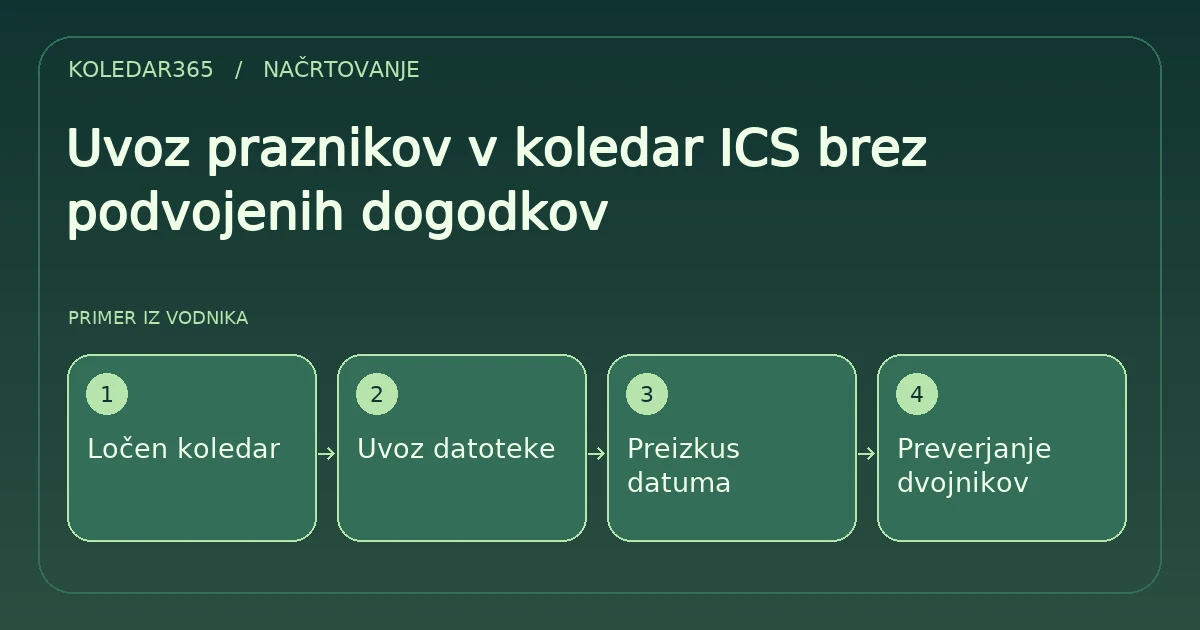 KOLEDAR365 / NAČRTOVANJE
Uvoz praznikov v koledar ICS brez
podvojenih dogodkov
PRIMER IZ VODNIKA
1
Ločen koledar
→
2
Uvoz datoteke
→
3
Preizkus
datuma
→
4
Preverjanje
dvojnikov